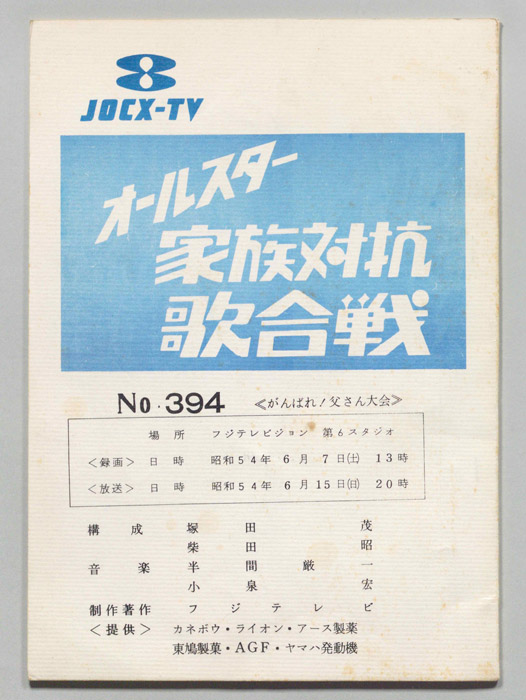 JOCX-TV
オールスター
家族対抗
歌合戦
No.394 ≪がんばれ!父さん大会≫
場所 フジテレビジョン 第6スタジオ
<録画> 日時 昭和54年 6月 7日㈯ 13時
<放送> 日時 昭和54年 6月 15日㈰ 20時
構成 塚田茂
柴田昭
音楽 半間厳一
小泉宏
制作著作 フジテレビ
<提供> カネボウ・ライオン・アース製薬
東鳩製菓・AGF・ヤマハ発動機